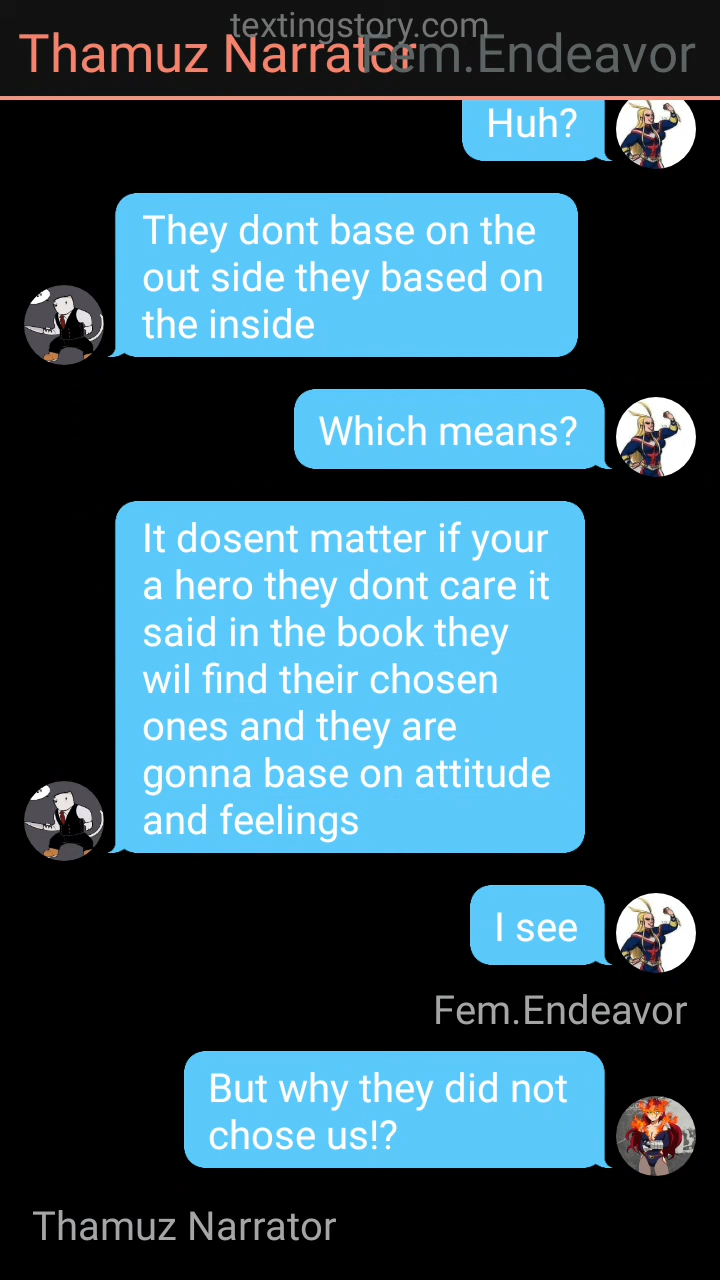 textingstory.com
Thamuz Narrator
Fem.Endeavor
Huh?
They dont base on the
out side they based on
the inside
Which means?
It dosent matter if your
a hero they dont care it
said in the book they
wil find their chosen
ones and they are
gonna base on attitude
and feelings
I see
Fem.Endeavor
But why they did not
chose us!?
Thamuz Narrator